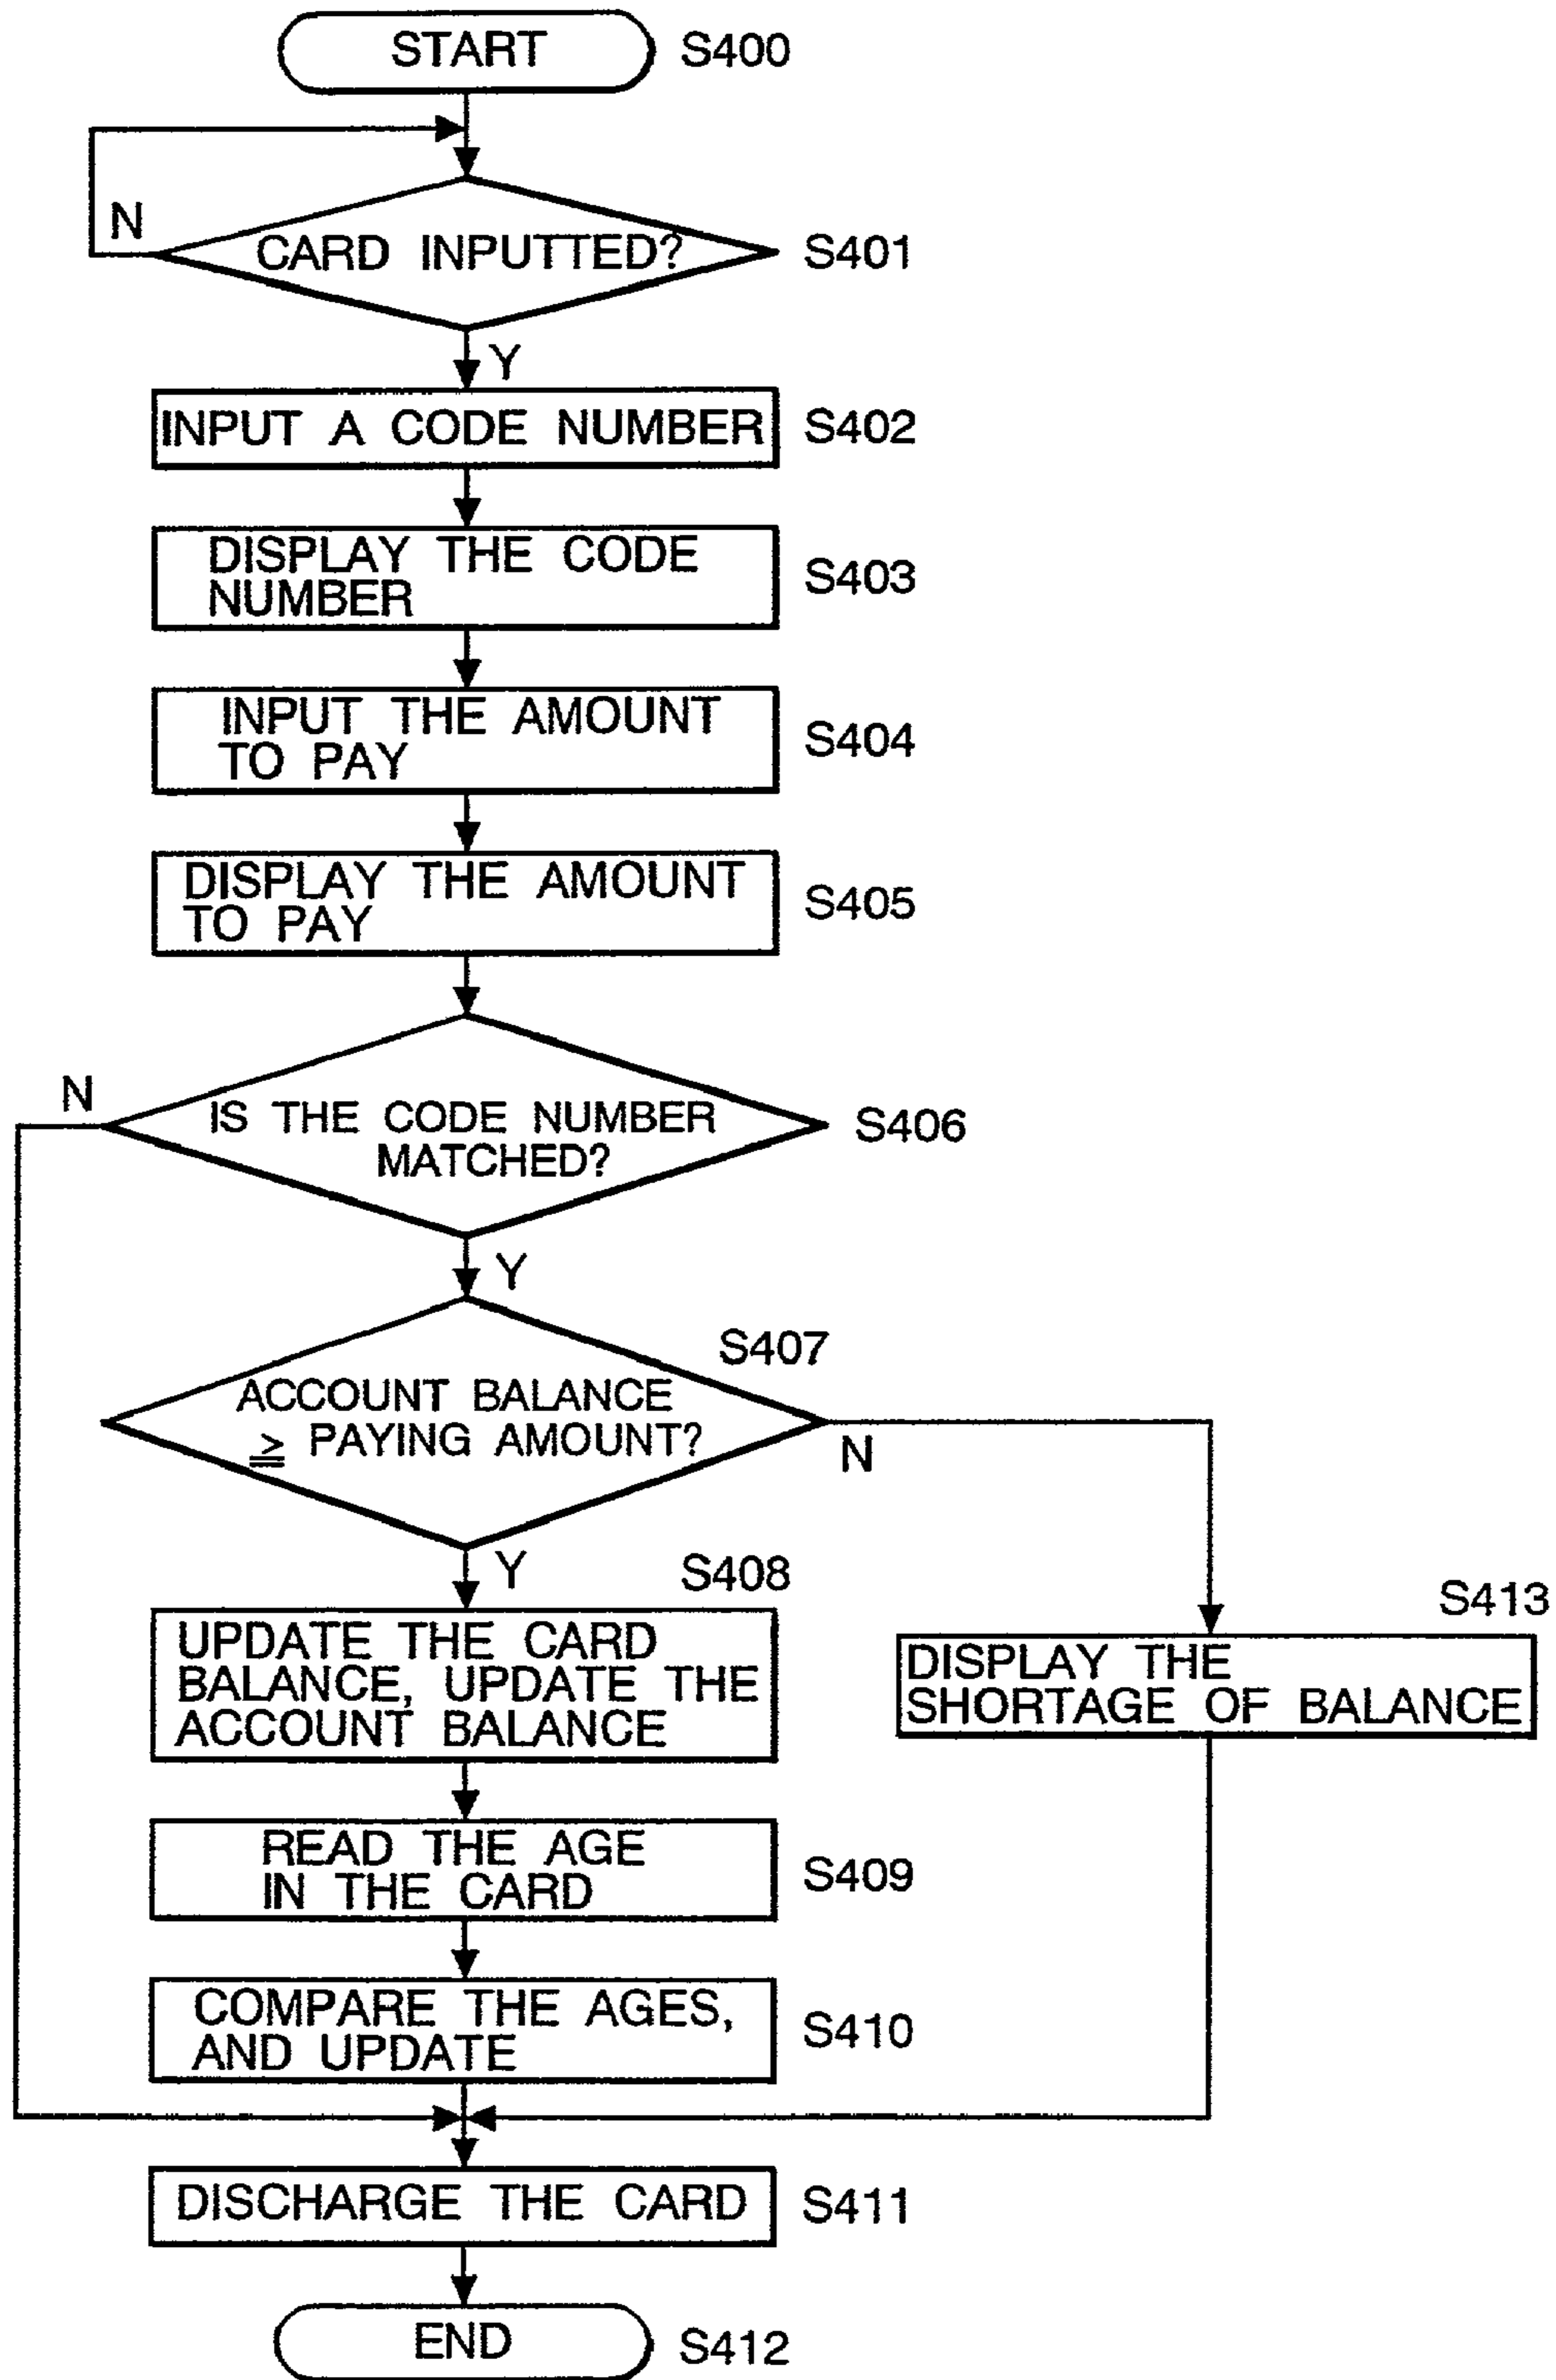 START S400
N
CARD INPUTTED? S401
Y
INPUT A CODE NUMBER S402
DISPLAY THE CODE
NUMBER
S403
INPUT THE AMOUNT
TO PAY
S404
DISPLAY THE AMOUNT
TO PAY
S405
N
IS THE CODE NUMBER
MATCHED?
S406
Y
S407
ACCOUNT BALANCE
≧ PAYING AMOUNT?
N
Y
S408
UPDATE THE CARD
BALANCE, UPDATE THE
ACCOUNT BALANCE
S413
DISPLAY THE
SHORTAGE OF BALANCE
READ THE AGE
IN THE CARD
S409
COMPARE THE AGES,
AND UPDATE
S410
DISCHARGE THE CARD S411
END S412